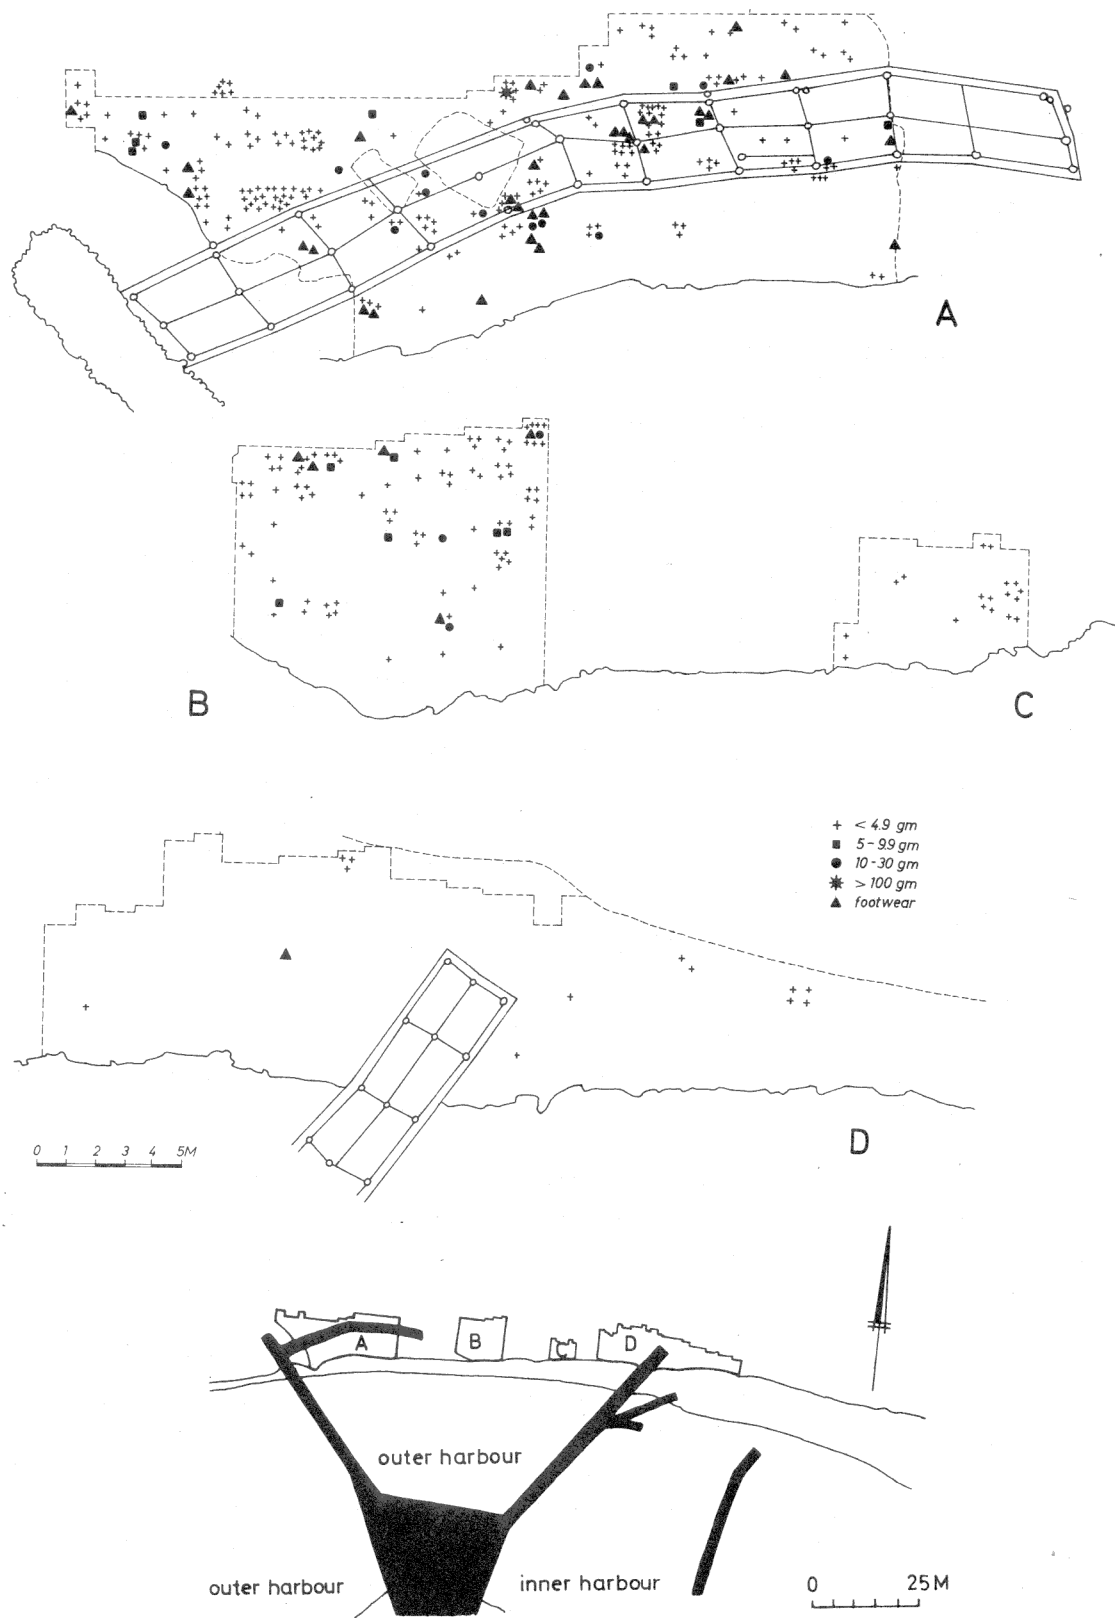 A
B
C
< 4.9 gm
5-9.9 gm
10-30 gm
> 100 gm
footwear
0 1 2 3 4 5M
D
A
B
C
D
outer harbour
outer harbour
inner harbour
0 25M